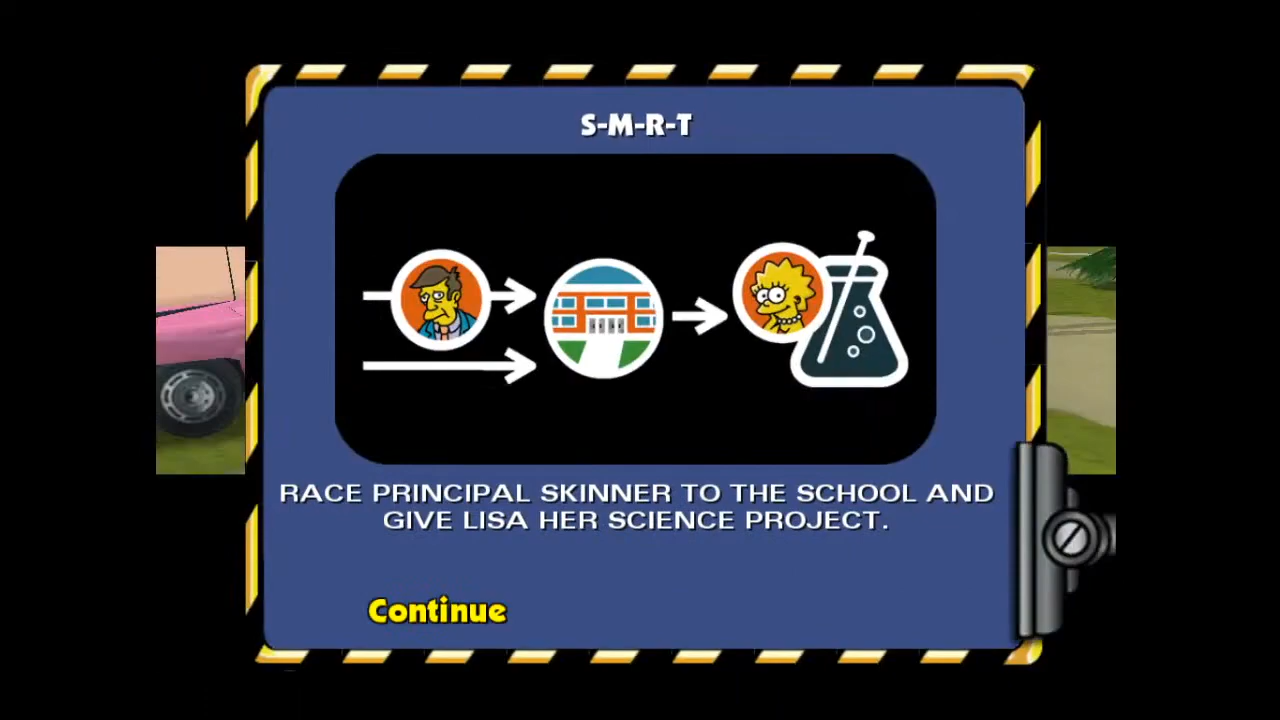 S-M-R-T
RACE PRINCIPAL SKINNER TO THE SCHOOL AND
GIVE LISA HER SCIENCE PROJECT.
Continue